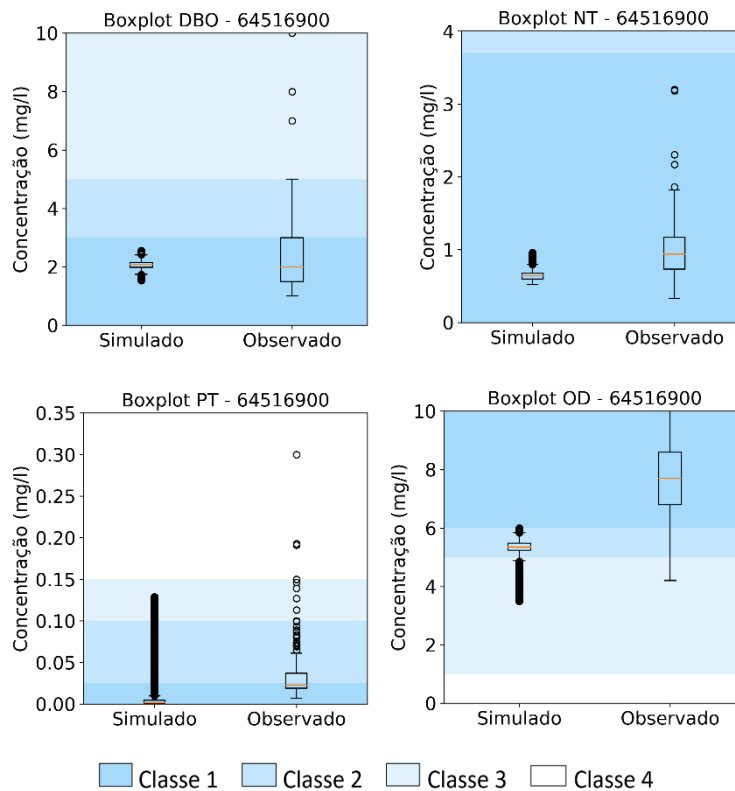 Boxplot DBO - 64516900
Concentração (mg/l)
10
8
6
4
2
0
Simulado Observado
Boxplot NT - 64516900
Concentração (mg/l)
4
3
2
1
0
Simulado Observado
Boxplot PT - 64516900
Concentração (mg/l)
0.35
0.30
0.25
0.20
0.15
0.10
0.05
0.00
Simulado Observado
Boxplot OD - 64516900
Concentração (mg/l)
10
8
6
4
2
0
Simulado Observado
Classe 1 Classe 2 Classe 3 Classe 4